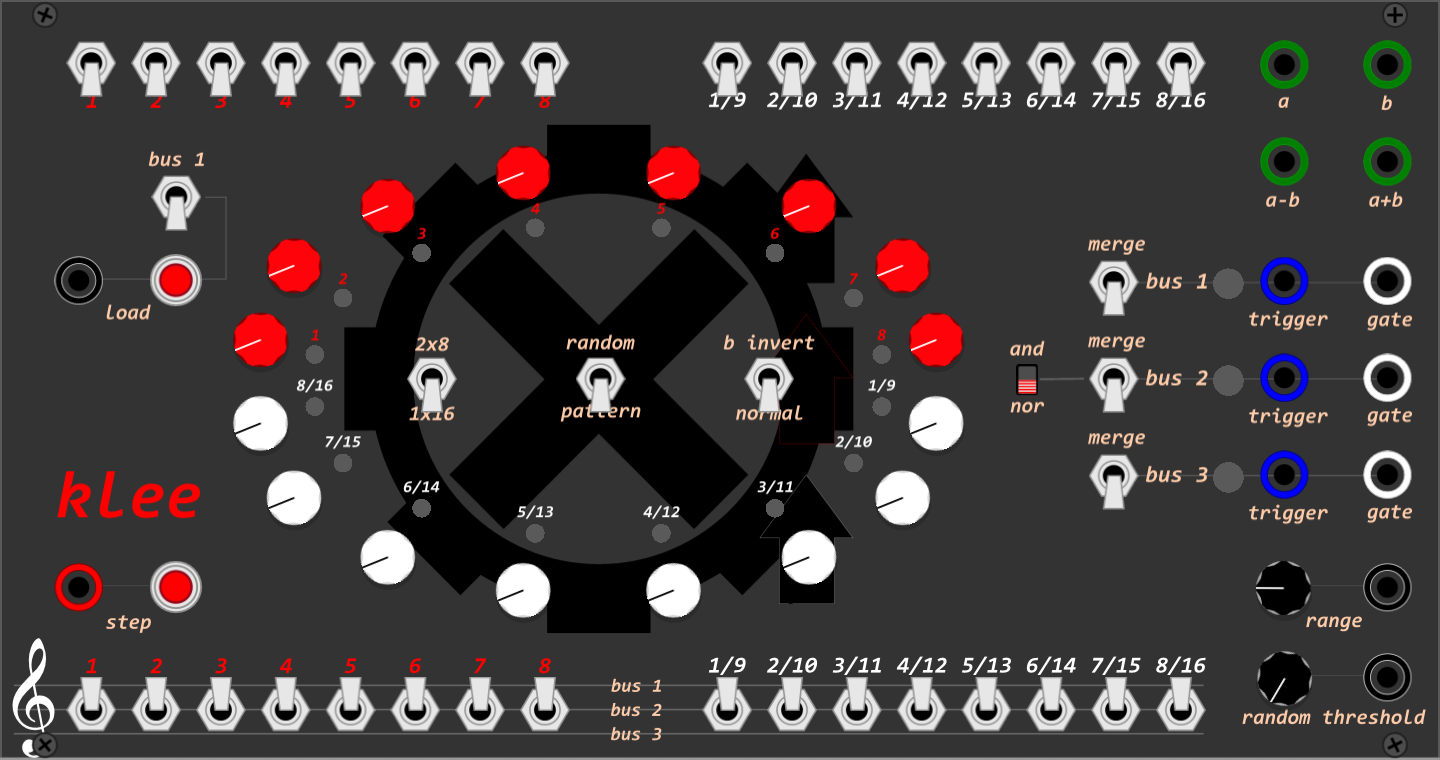 1 2 3 4 5 6 7 8 1/9 2/10 3/11 4/12 5/13 6/14 7/15 8/16
a b
bus 1
a-b a+b
4 5
3 6
merge
2 7
bus 1
load
trigger gate
1 8
2x8 random b invert
merge
and
bus 2
8/16 1/9
nor
1x16 pattern normal
trigger gate
7/15 2/10
merge
bus 3
6/14 3/11
klee
5/13 4/12
trigger gate
step
range
1 2 3 4 5 6 7 8 1/9 2/10 3/11 4/12 5/13 6/14 7/15 8/16
bus 1
bus 2
bus 3
random threshold